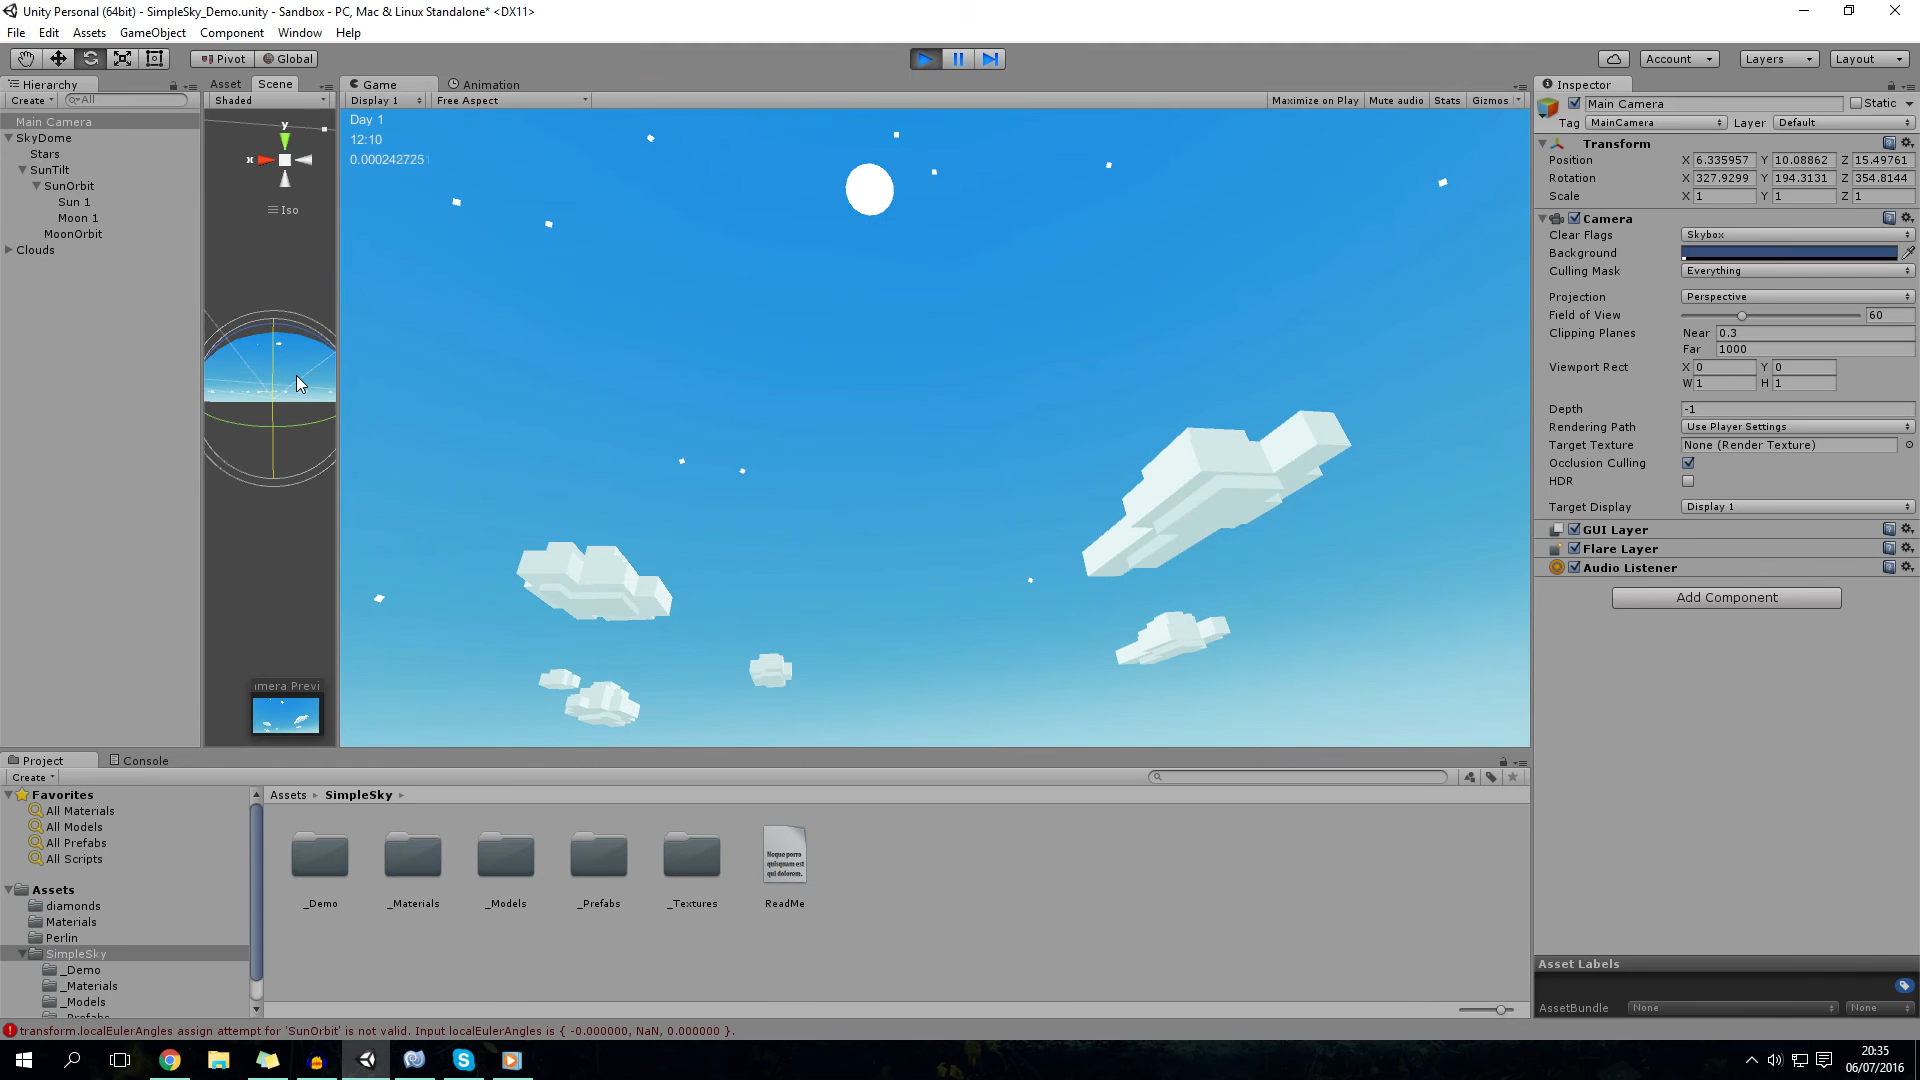 Unity Personal (64bit) - SimpleSky_Demo.unity - Sandbox - PC, Mac & Linux Standalone* <DX11>
File Edit Assets GameObject Component Window Help
Pivot Global Account Layers Layout
Hierarchy
Create All
Main Camera
SkyDome
Stars
SunTilt
SunOrbit
Sun 1
Moon 1
MoonOrbit
Clouds
Asset Scene
Shaded
y
x
Iso
amera Previ
Game Animation
Display 1 Free Aspect Maximize on Play Mute audio Stats Gizmos
Day 1
12:10
0.000242725
Inspector
Main Camera Static
Tag MainCamera Layer Default
Transform
Position X 6.335957 Y 10.08862 Z 15.49761
Rotation X 327.9299 Y 194.3131 Z 354.8144
Scale X 1 Y 1 Z 1
Camera
Clear Flags Skybox
Background
Culling Mask Everything
Projection Perspective
Field of View 60
Clipping Planes Near 0.3
Far 1000
Viewport Rect X 0 Y 0
W 1 H 1
Depth -1
Rendering Path Use Player Settings
Target Texture None (Render Texture)
Occlusion Culling
HDR
Target Display Display 1
GUI Layer
Flare Layer
Audio Listener
Add Component
Asset Labels
AssetBundle None None
Project Console
Create
Favorites
All Materials
All Models
All Prefabs
All Scripts
Assets
diamonds
Materials
Perlin
SimpleSky
_Demo
_Materials
_Models
_Prefabs
Assets SimpleSky
Neque porro
quisquam est
qui dolorem.
_Demo _Materials _Models _Prefabs _Textures ReadMe
transform.localEulerAngles assign attempt for 'SunOrbit' is not valid. Input localEulerAngles is { -0.000000, NaN, 0.000000 }.
20:35
06/07/2016